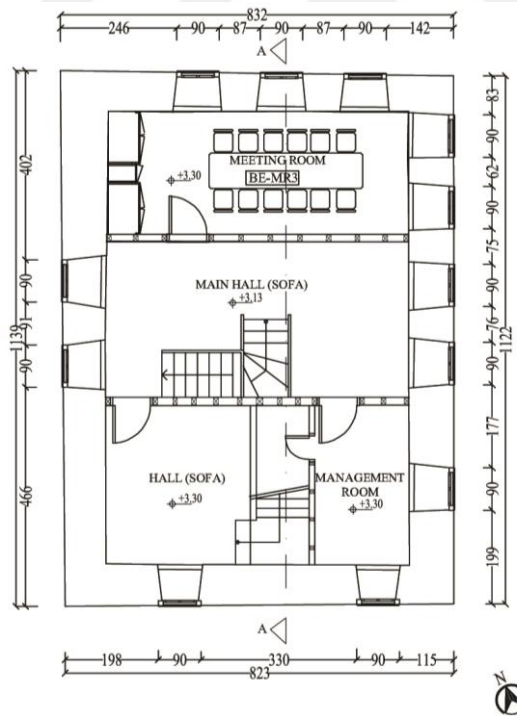 832
246 90 87 90 87 90 142
A
402
90
91
90
466
1139
83
90
62
90
75
90
76
90
177
90
199
1122
MEETING ROOM
BE-MR3
+3,30
MAIN HALL (SOFA)
+3,13
HALL (SOFA)
+3,30
MANAGEMENT
ROOM
+3,30
A
198 90 330 90 115
823
N